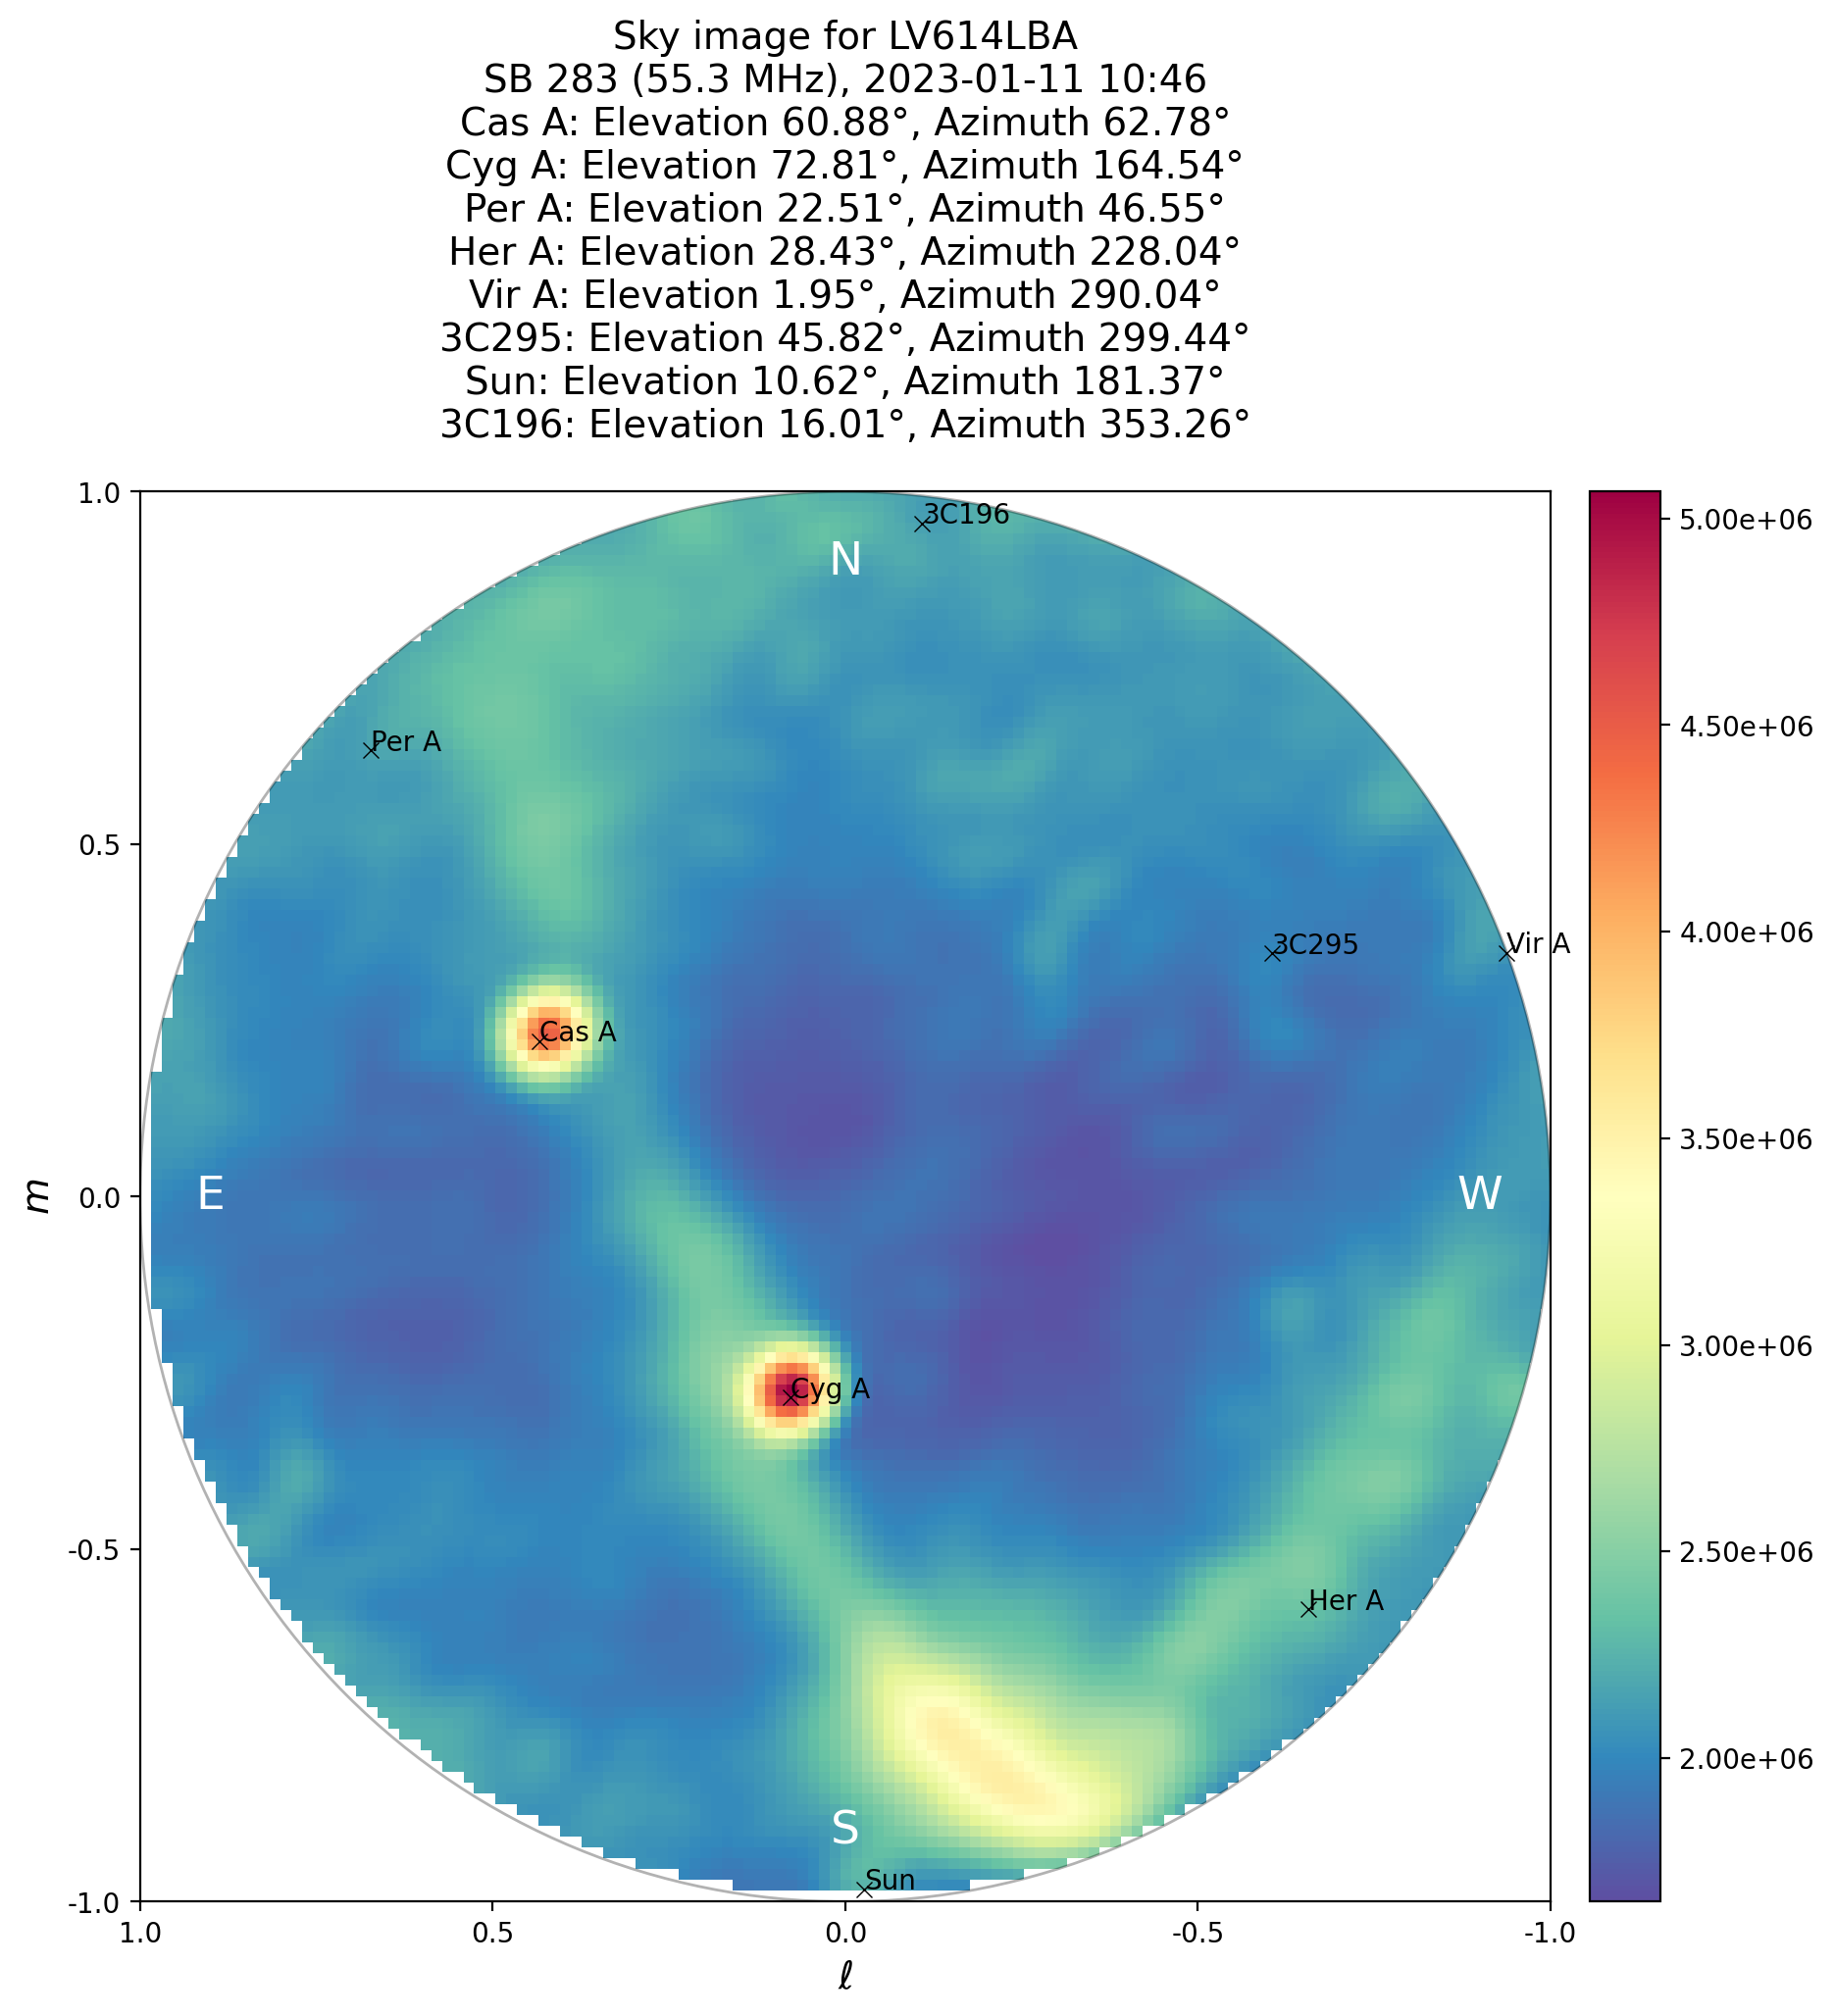 Sky image for LV614LBA
SB 283 (55.3 MHz), 2023-01-11 10:46
Cas A: Elevation 60.88°, Azimuth 62.78°
Cyg A: Elevation 72.81°, Azimuth 164.54°
Per A: Elevation 22.51°, Azimuth 46.55°
Her A: Elevation 28.43°, Azimuth 228.04°
Vir A: Elevation 1.95°, Azimuth 290.04°
3C295: Elevation 45.82°, Azimuth 299.44°
Sun: Elevation 10.62°, Azimuth 181.37°
3C196: Elevation 16.01°, Azimuth 353.26°
1.0
0.5
0.0
-0.5
-1.0
m
3C196
N
Per A
3C295
Vir A
Cas A
E
W
Cyg A
Her A
S
Sun
1.0
0.5
0.0
-0.5
-1.0
ℓ
5.00e+06
4.50e+06
4.00e+06
3.50e+06
3.00e+06
2.50e+06
2.00e+06